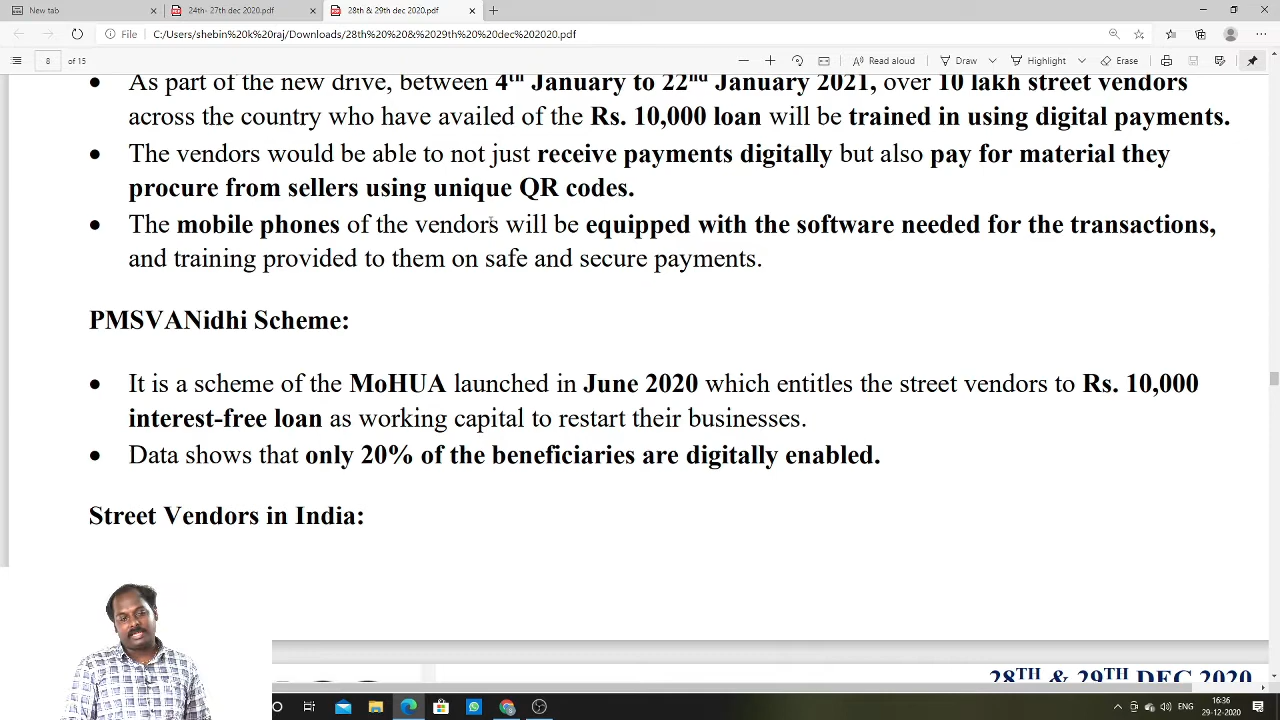 New tab
24th- 27th dec 2020.pdf
28th & 29th dec 2020.pdf
File
C:/Users/shebin%20k%20raj/Downloads/28th%20%20&%2029th%20%20dec%202020.pdf
8 of 15
Read aloud
Draw
Highlight
Erase
• As part of the new drive, between 4th January to 22nd January 2021, over 10 lakh street vendors
across the country who have availed of the Rs. 10,000 loan will be trained in using digital payments.
• The vendors would be able to not just receive payments digitally but also pay for material they
procure from sellers using unique QR codes.
• The mobile phones of the vendors will be equipped with the software needed for the transactions,
and training provided to them on safe and secure payments.
PMSVANidhi Scheme:
• It is a scheme of the MoHUA launched in June 2020 which entitles the street vendors to Rs. 10,000
interest-free loan as working capital to restart their businesses.
• Data shows that only 20% of the beneficiaries are digitally enabled.
Street Vendors in India:
28TH & 29TH DEC 2020
ENG
16:36
29-12-2020